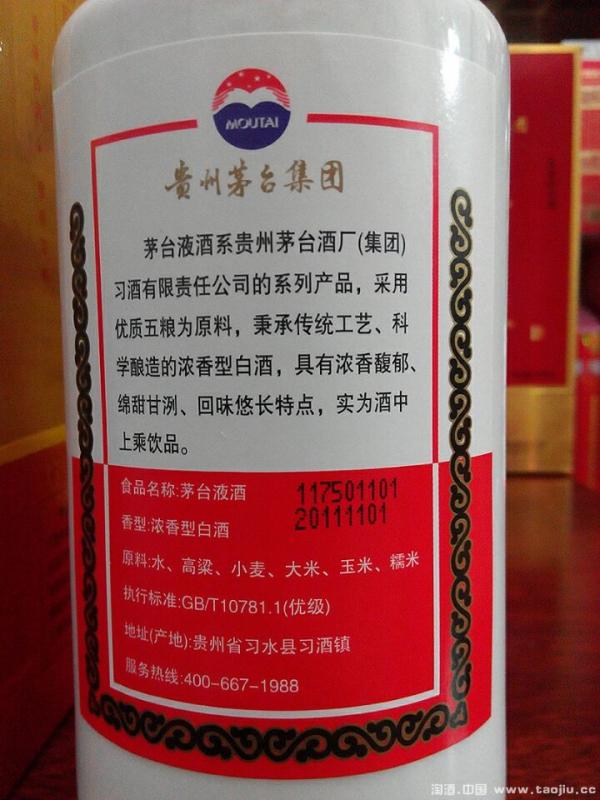 MOUTAI
贵州茅台集团
茅台液酒系贵州茅台酒厂(集团)
习酒有限责任公司的系列产品，采用
优质五粮为原料，秉承传统工艺、科
学酿造的浓香型白酒，具有浓香馥郁、
绵甜甘洌、回味悠长特点，实为酒中
上乘饮品。
食品名称:茅台液酒
117501101
香型:浓香型白酒
20111101
原料:水、高粱、小麦、大米、玉米、糯米
执行标准:GB/T10781.1(优级)
地址(产地):贵州省习水县习酒镇
服务热线:400-667-1988
淘酒.中国 www.taojiu.cc